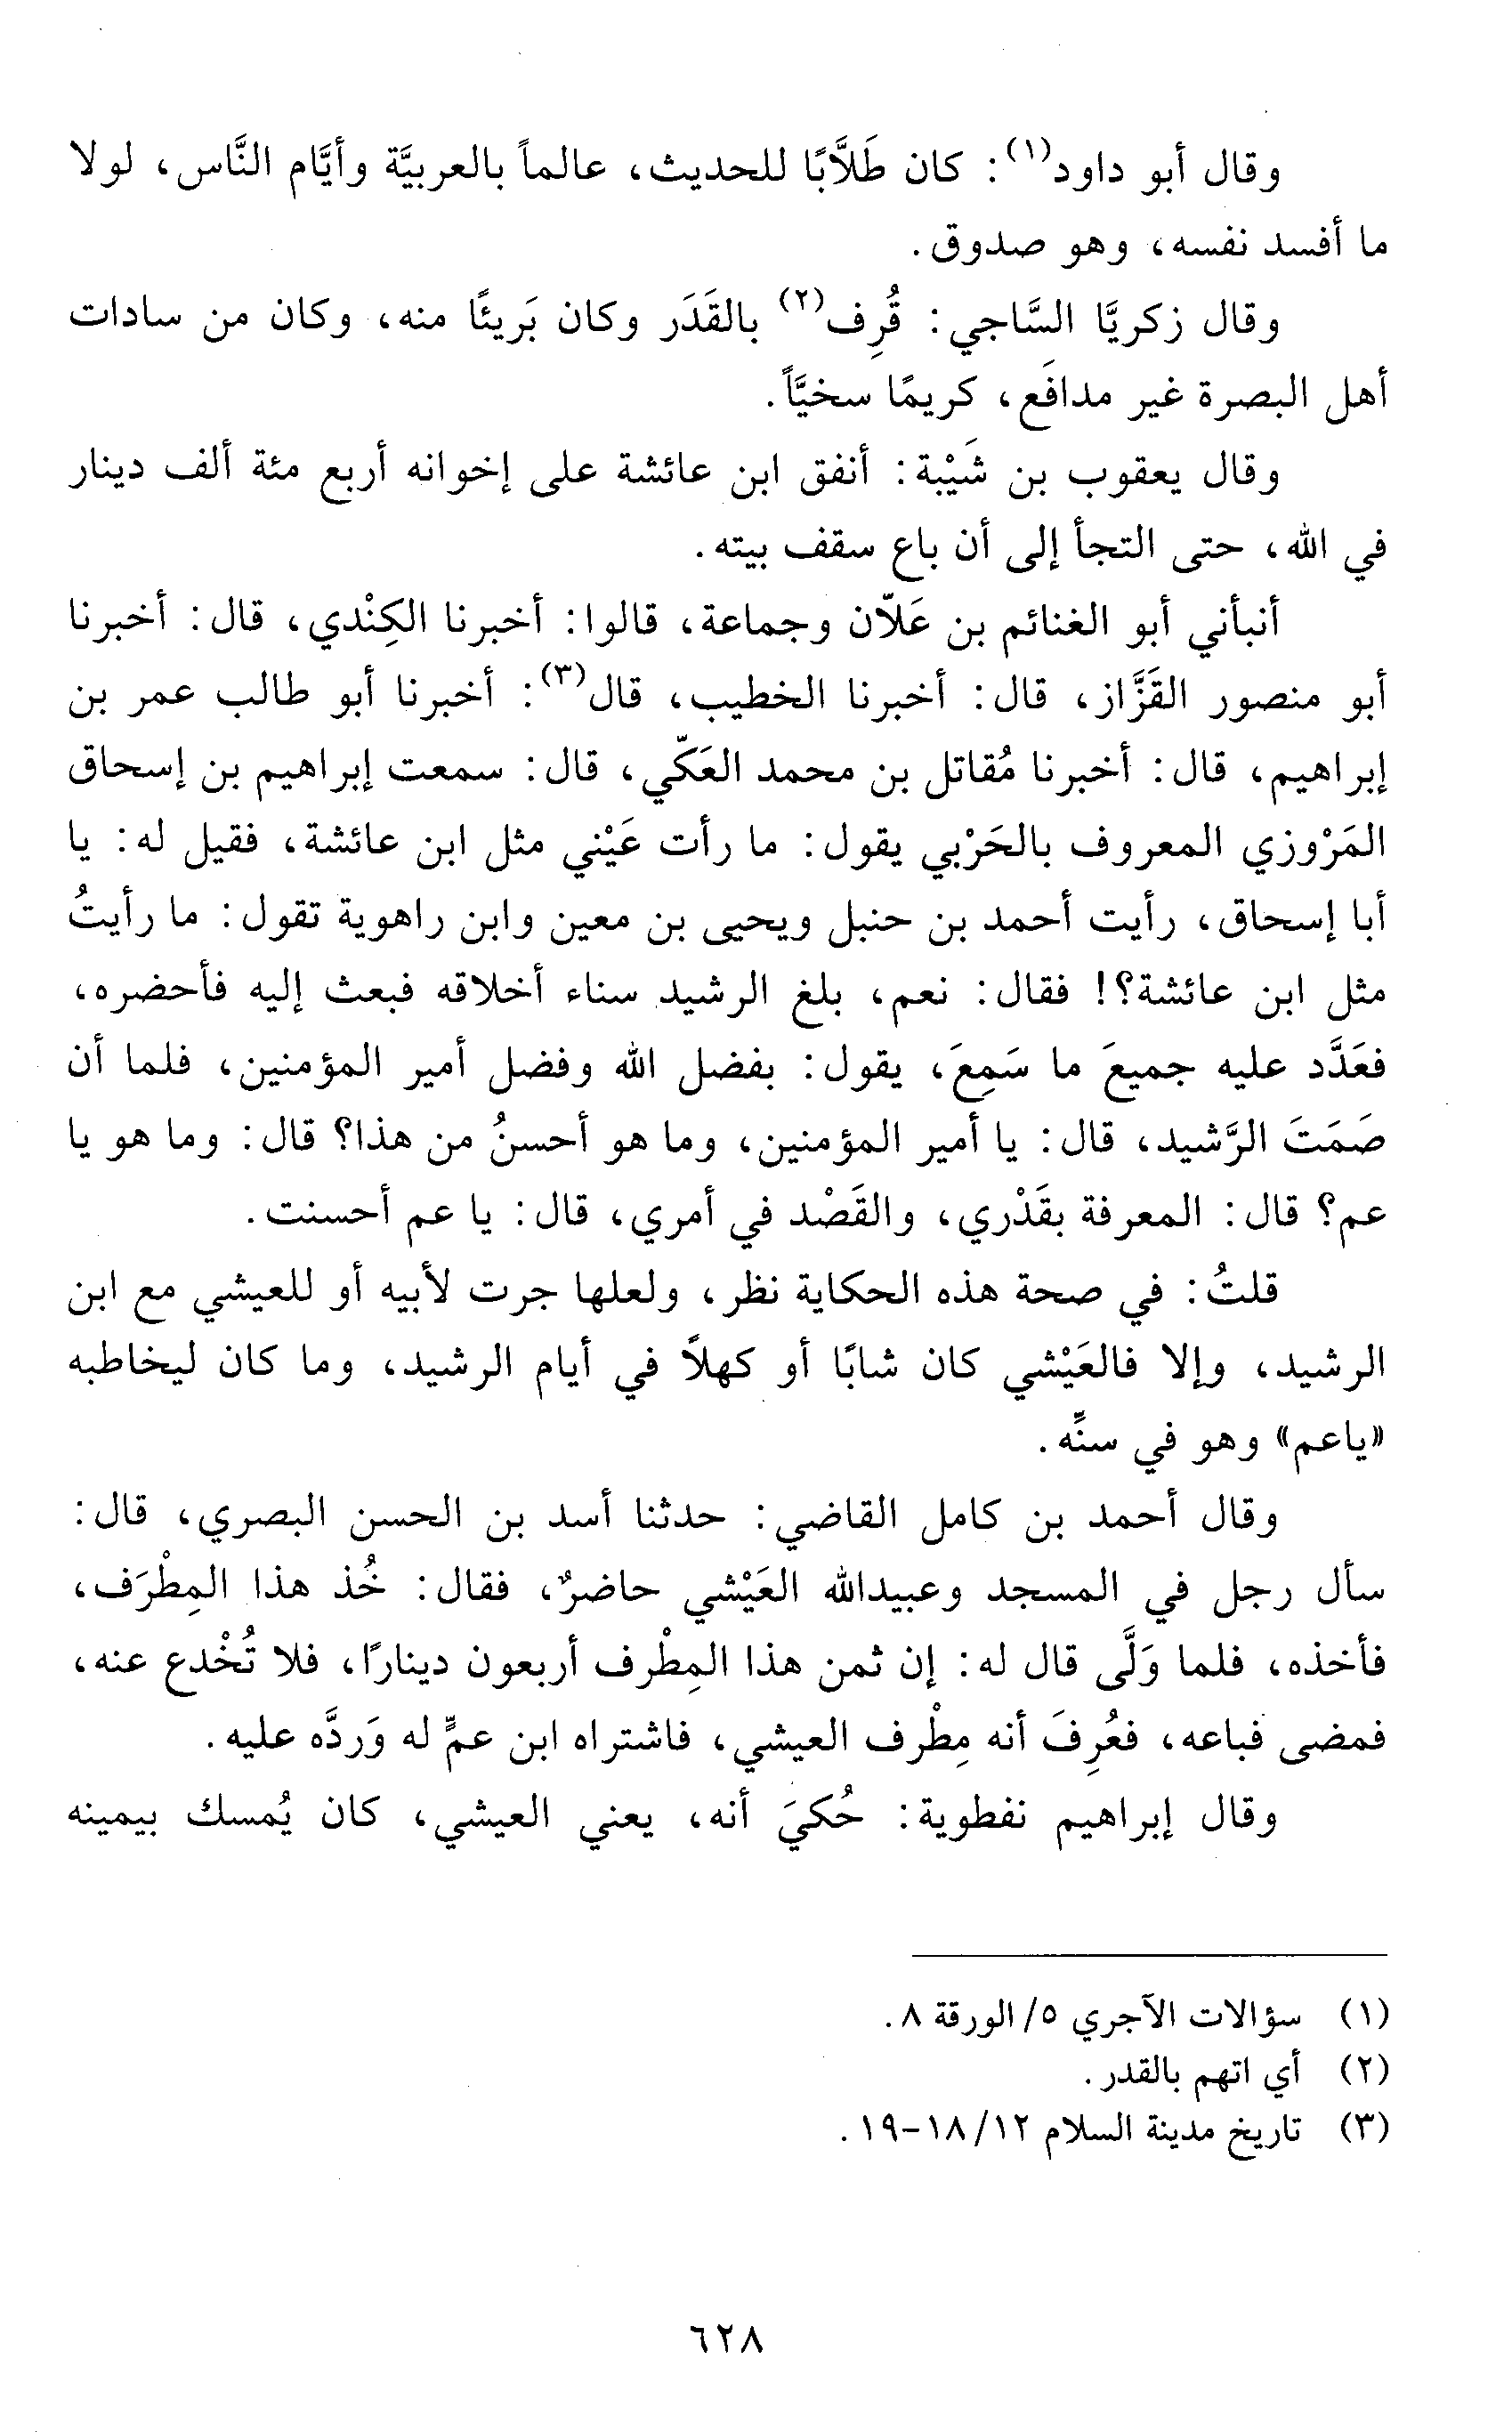 وقال أبو داود(١): كان طَلاَّبًا للحديث، عالماً بالعربيَّة وأيَّام النَّاس، لولا
ما أفسد نفسه، وهو صدوق.
وقال زكريَّا السَّاجي: قُرِف(٢) بالقَدَر وكان بَريئًا منه، وكان من سادات
أهل البصرة غير مدافَع، كريمًا سخيَّاً.
وقال يعقوب بن شَيْبة: أنفق ابن عائشة على إخوانه أربع مئة ألف دينار
في الله، حتى التجأ إلى أن باع سقف بيته.
أنبأني أبو الغنائم بن عَلاّن وجماعة، قالوا: أخبرنا الكِنْدي، قال: أخبرنا
أبو منصور القَزَّاز، قال: أخبرنا الخطيب، قال(٣): أخبرنا أبو طالب عمر بن
إبراهيم، قال: أخبرنا مُقاتل بن محمد العَكّي، قال: سمعت إبراهيم بن إسحاق
المَرْوزي المعروف بالحَرْبي يقول: ما رأت عَيْني مثل ابن عائشة، فقيل له: يا
أبا إسحاق، رأيت أحمد بن حنبل ويحيى بن معين وابن راهوية تقول: ما رأيتُ
مثل ابن عائشة؟! فقال: نعم، بلغ الرشيد سناء أخلاقه فبعث إليه فأحضره،
فعَدَّد عليه جميعَ ما سَمِعَ، يقول: بفضل الله وفضل أمير المؤمنين، فلما أن
صَمَتَ الرَّشيد، قال: يا أمير المؤمنين، وما هو أحسنُ من هذا؟ قال: وما هو يا
عم؟ قال: المعرفة بقَدْري، والقَصْد في أمري، قال: يا عم أحسنت.
قلتُ: في صحة هذه الحكاية نظر، ولعلها جرت لأبيه أو للعيشي مع ابن
الرشيد، وإلا فالعَيْشي كان شابًا أو كهلاً في أيام الرشيد، وما كان ليخاطبه
«ياعم» وهو في سنِّه.
وقال أحمد بن كامل القاضي: حدثنا أسد بن الحسن البصري، قال:
سأل رجل في المسجد وعبيدالله العَيْشي حاضرٌ، فقال: خُذ هذا المِطْرَف،
فأخذه، فلما وَلَّى قال له: إن ثمن هذا المِطْرف أربعون دينارًا، فلا تُخْدع عنه،
فمضى فباعه، فعُرِفَ أنه مِطْرف العيشي، فاشتراه ابن عمٍّ له وَردَّه عليه.
وقال إبراهيم نفطوية: حُكيَ أنه، يعني العيشي، كان يُمسك بيمينه
(١) سؤالات الآجري ٥/ الورقة ٨.
(٢) أي اتهم بالقدر.
(٣) تاريخ مدينة السلام ١٢/ ١٨-١٩.
٦٢٨